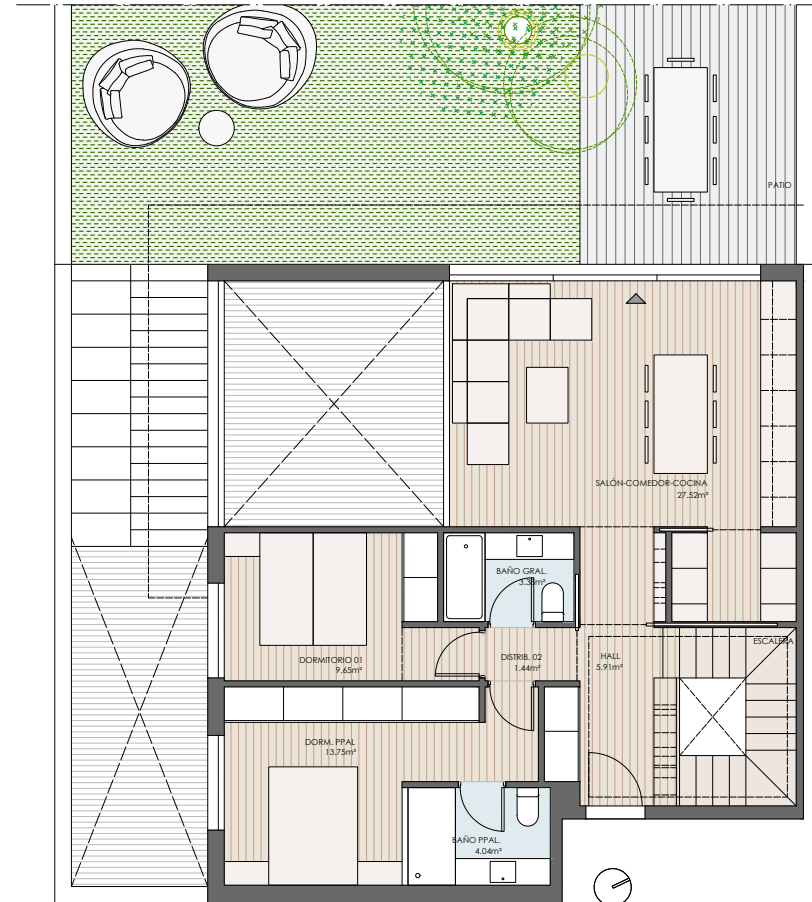 PATIO
SALÓN-COMEDOR-COCINA
27.52m²
BAÑO GRAL.
3.38m²
ESCALERA
DORMITORIO 01
9.65m²
DISTRIB. 02
1.44m²
HALL
5.91m²
DORM. PPAL
13.75m²
BAÑO PPAL.
4.04m²